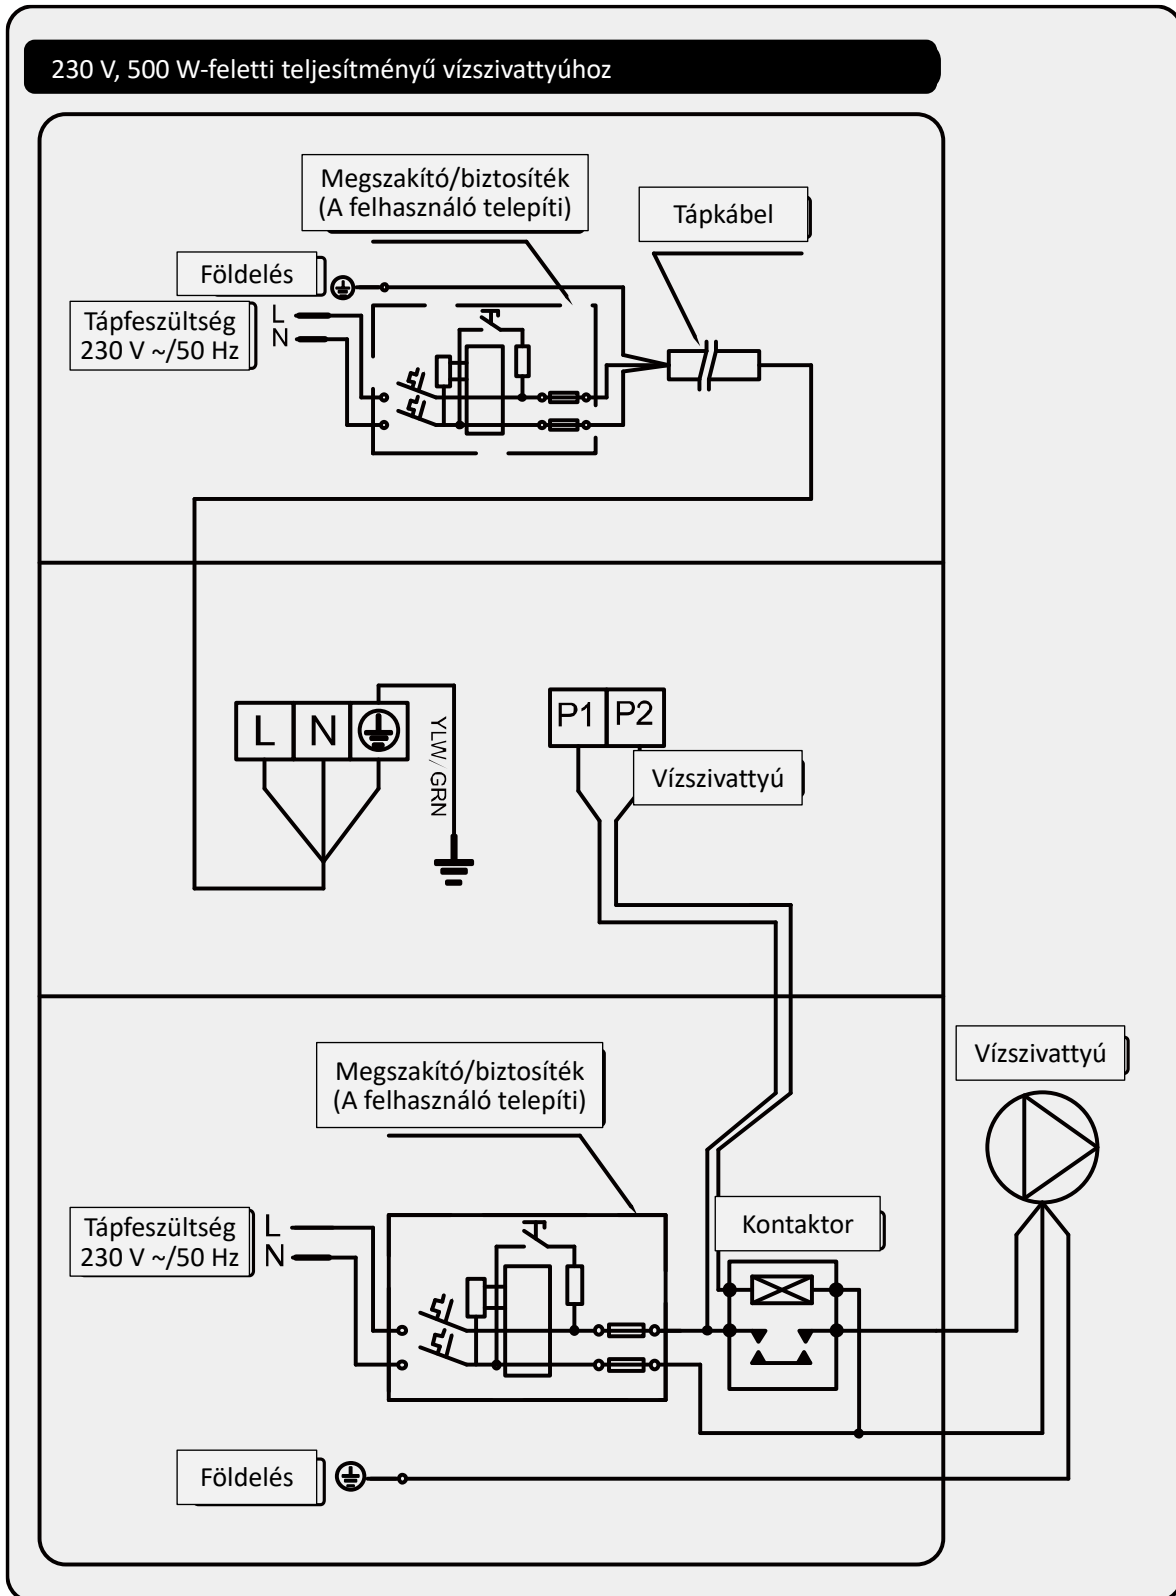 230 V, 500 W-feletti teljesítményű vízszivattyúhoz
Megszakító/biztosíték
(A felhasználó telepíti)
Tápkábel
Földelés
Tápfeszültség
230 V ~/50 Hz
L
N
L N
YLW/GRN
P1 P2
Vízszivattyú
Vízszivattyú
Megszakító/biztosíték
(A felhasználó telepíti)
Tápfeszültség
230 V ~/50 Hz
L
N
Kontaktor
Földelés